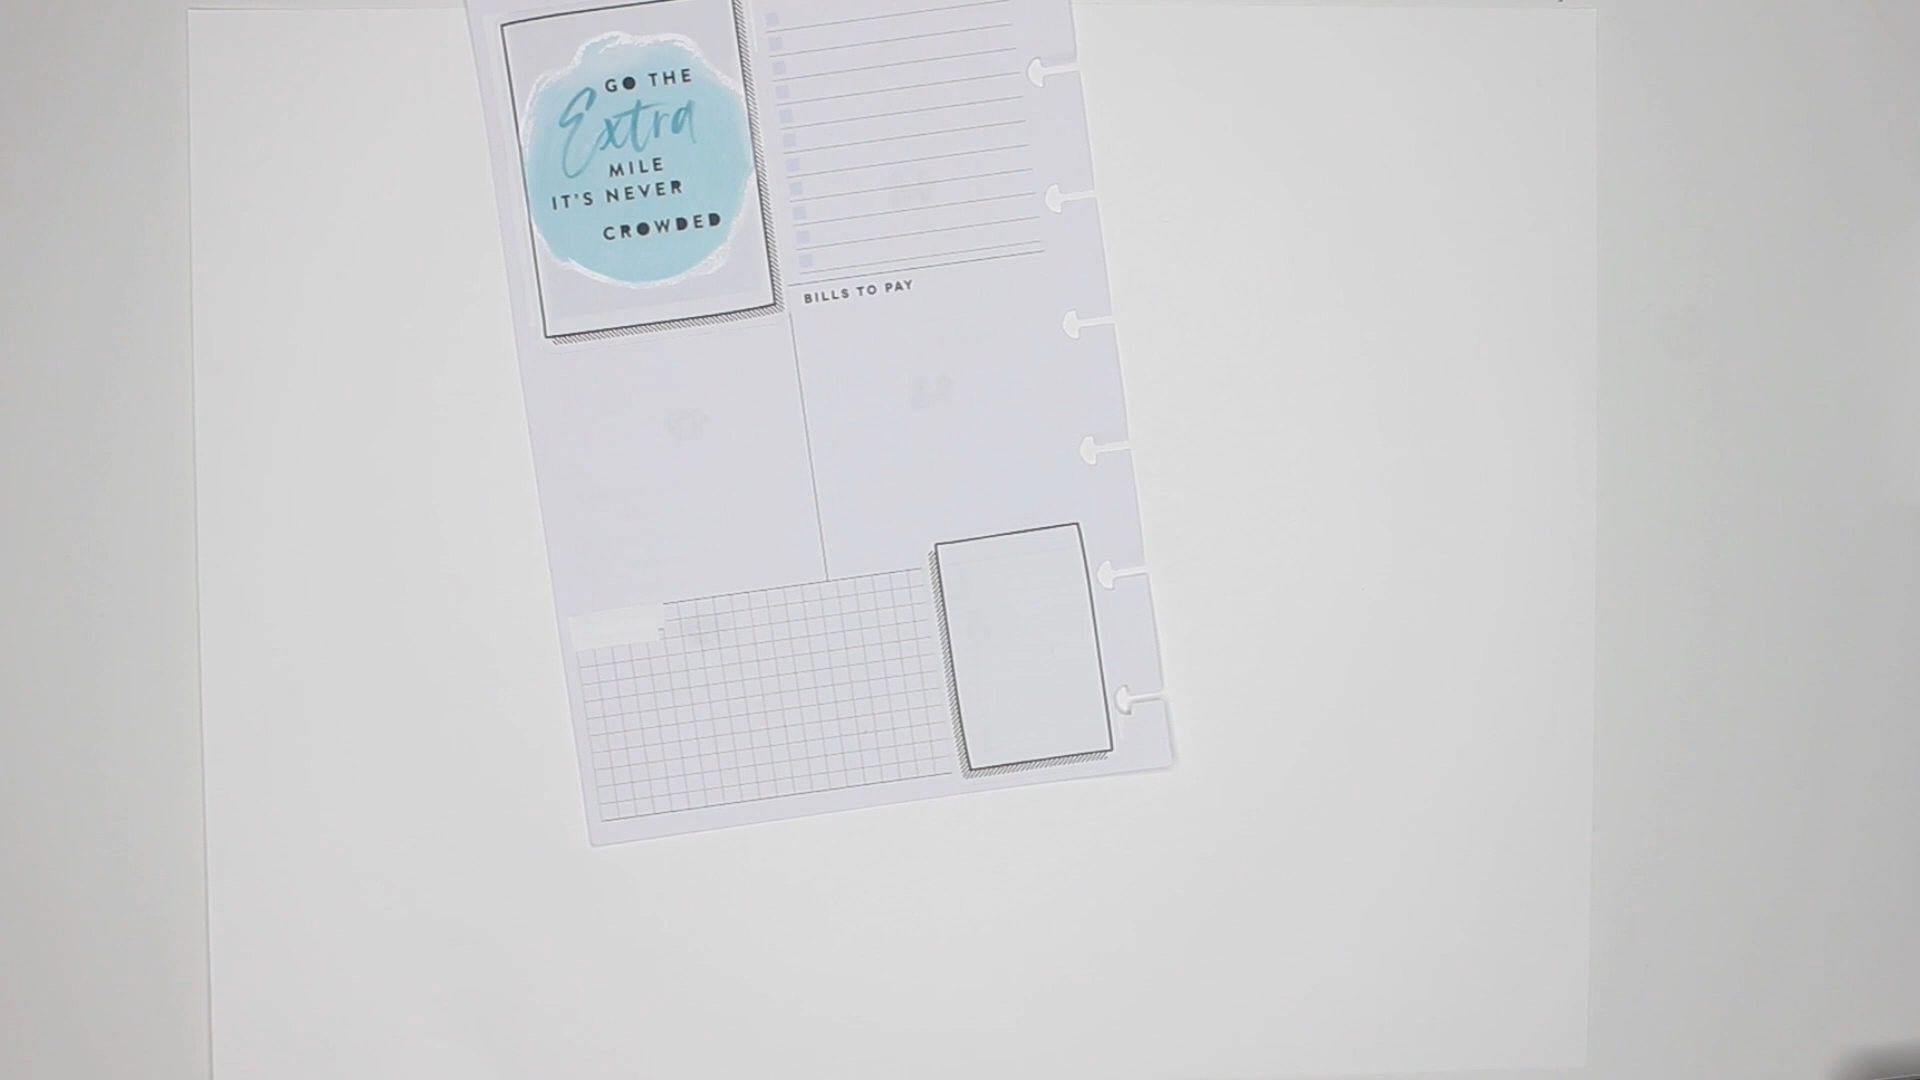 GO THE
Extra
MILE
IT'S NEVER
CROWDED
BILLS TO PAY